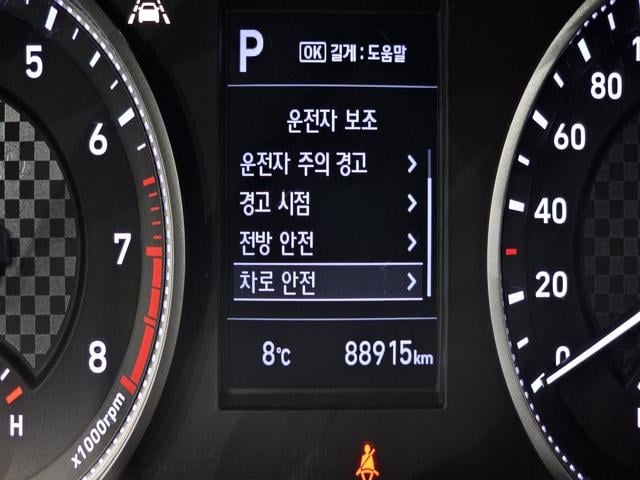 P
OK 길게 : 도움말
운전자 보조
운전자 주의 경고
경고 시점
전방 안전
차로 안전
8℃
88915km
5
6
7
8
x1000rpm
H
80
60
40
20
0